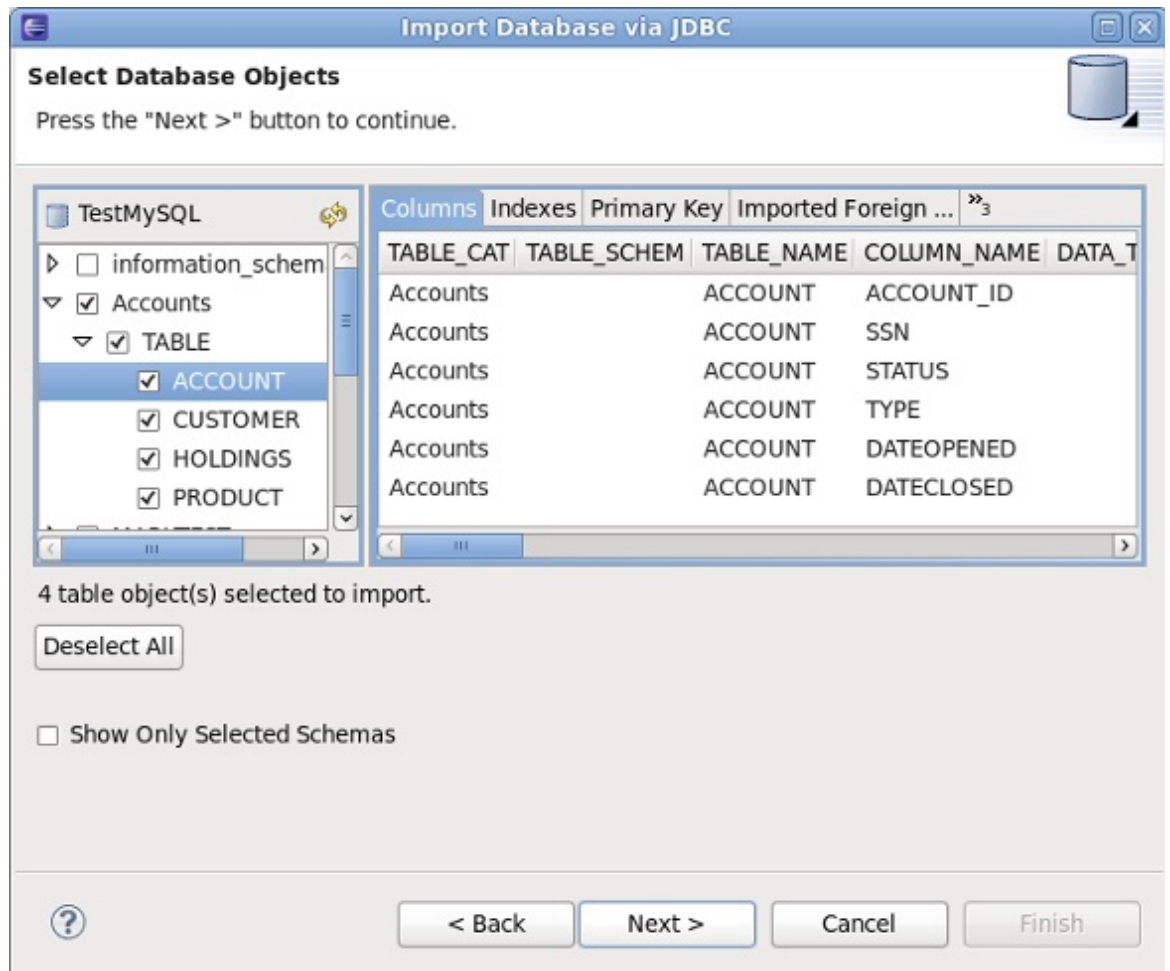 Import Database via JDBC
Select Database Objects
Press the "Next >" button to continue.
TestMySQL
information_schem
Accounts
TABLE
ACCOUNT
CUSTOMER
HOLDINGS
PRODUCT
Columns Indexes Primary Key Imported Foreign ... »3
TABLE_CAT TABLE_SCHEM TABLE_NAME COLUMN_NAME DATA_T
Accounts ACCOUNT ACCOUNT_ID
Accounts ACCOUNT SSN
Accounts ACCOUNT STATUS
Accounts ACCOUNT TYPE
Accounts ACCOUNT DATEOPENED
Accounts ACCOUNT DATECLOSED
4 table object(s) selected to import.
Deselect All
Show Only Selected Schemas
< Back Next > Cancel Finish